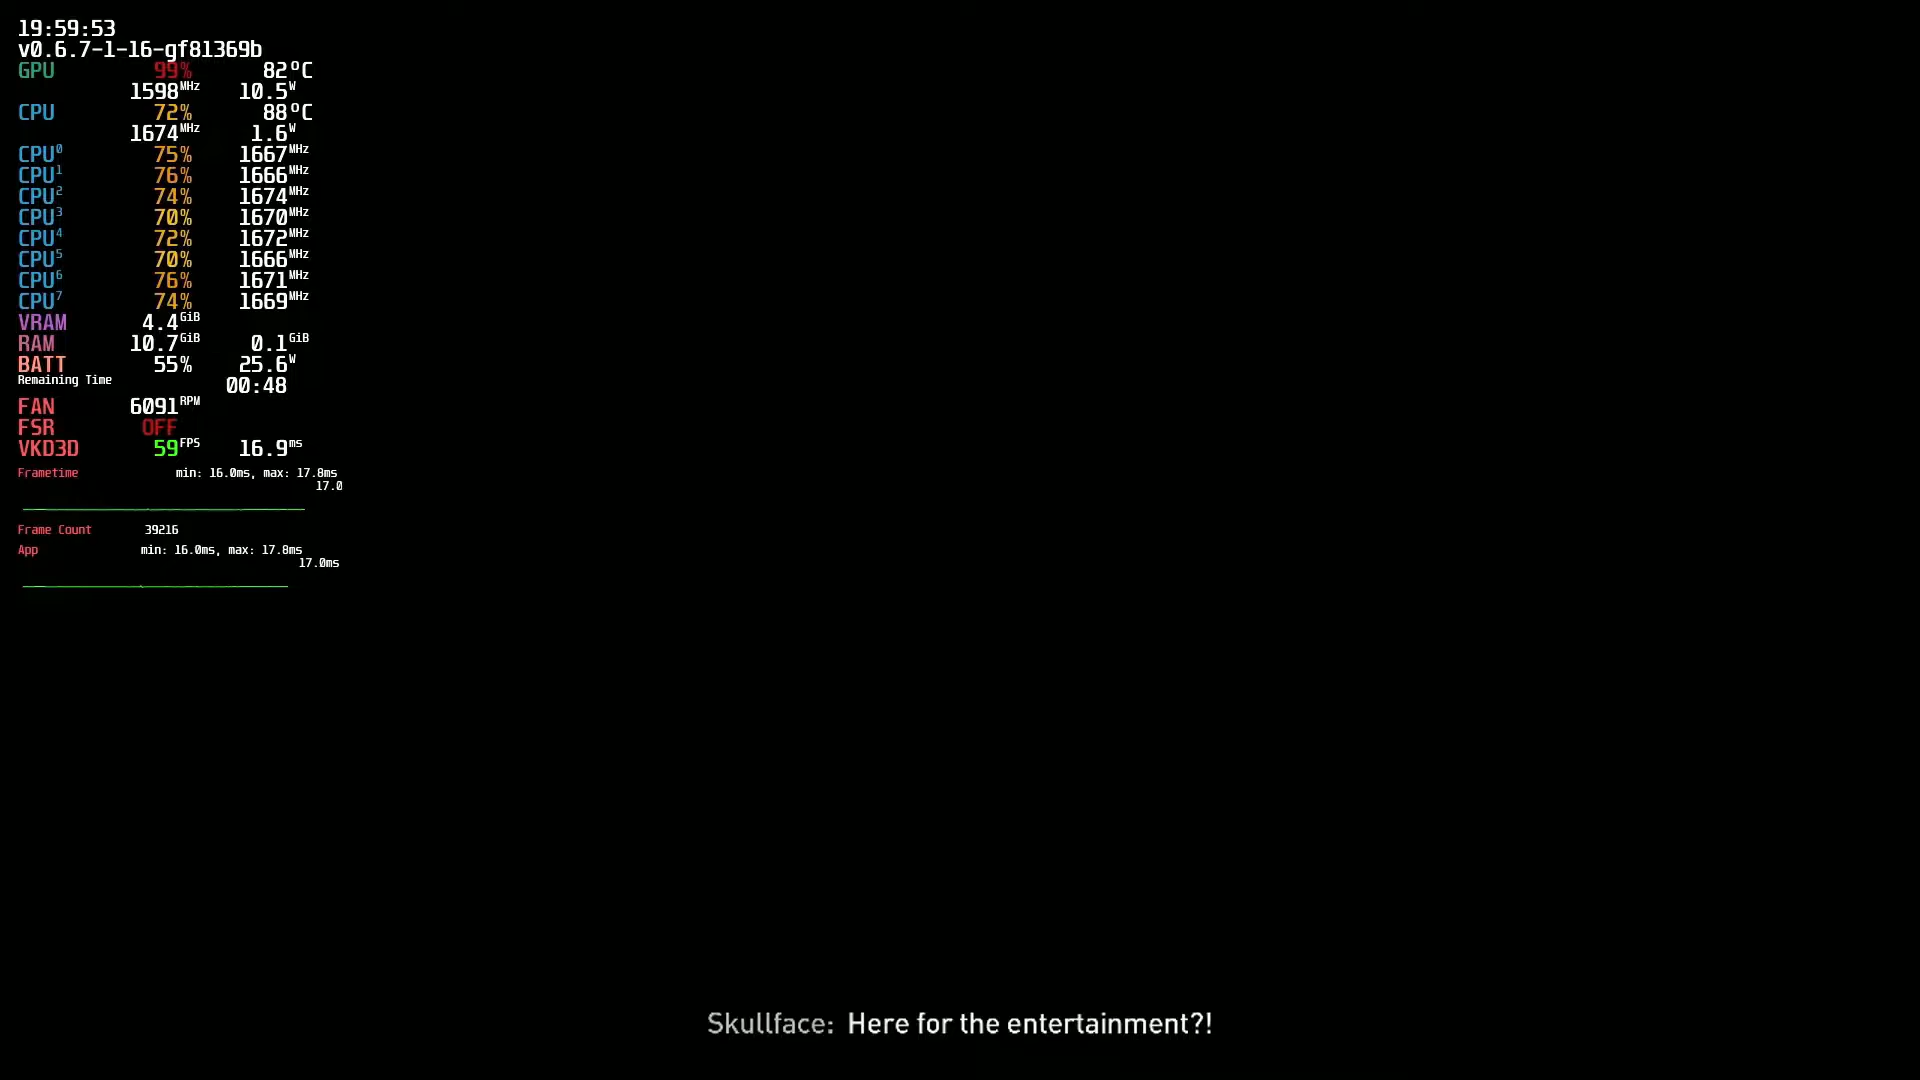 19:59:53
v0.6.7-1-16-gf81369b
GPU 99% 82°C
1598MHz 10.5W
CPU 72% 88°C
1674MHz 1.6W
CPU0 75% 1667MHz
CPU1 76% 1666MHz
CPU2 74% 1674MHz
CPU3 70% 1670MHz
CPU4 72% 1672MHz
CPU5 70% 1666MHz
CPU6 76% 1671MHz
CPU7 74% 1669MHz
VRAM 4.4GiB
RAM 10.7GiB 0.1GiB
BATT 55% 25.6W
Remaining Time 00:48
FAN 6091RPM
FSR OFF
VKD3D 59FPS 16.9ms
Frametime min: 16.0ms, max: 17.8ms
17.0
Frame Count 39216
App min: 16.0ms, max: 17.8ms
17.0ms
Skullface: Here for the entertainment?!